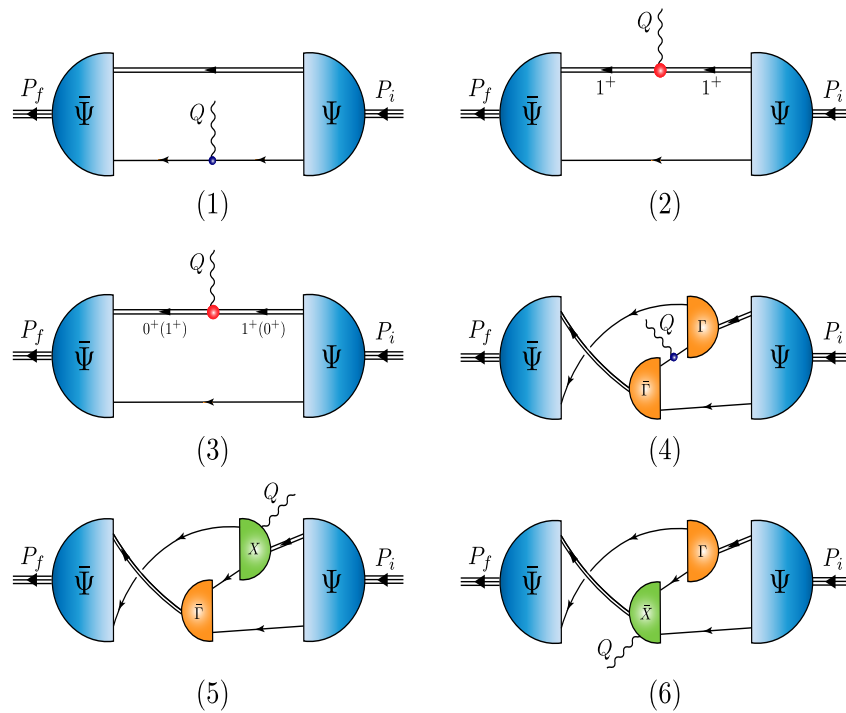 Q
P_f Ψ̄ Q Ψ P_i
(1)
P_f Ψ̄ 1⁺ 1⁺ Ψ P_i
(2)
Q
P_f Ψ̄ 0⁺(1⁺) 1⁺(0⁺) Ψ P_i
(3)
P_f Ψ̄ Q Γ Γ̄ Ψ P_i
(4)
Q
P_f Ψ̄ X Γ̄ Ψ P_i
(5)
P_f Ψ̄ Γ X̄ Ψ P_i
Q
(6)